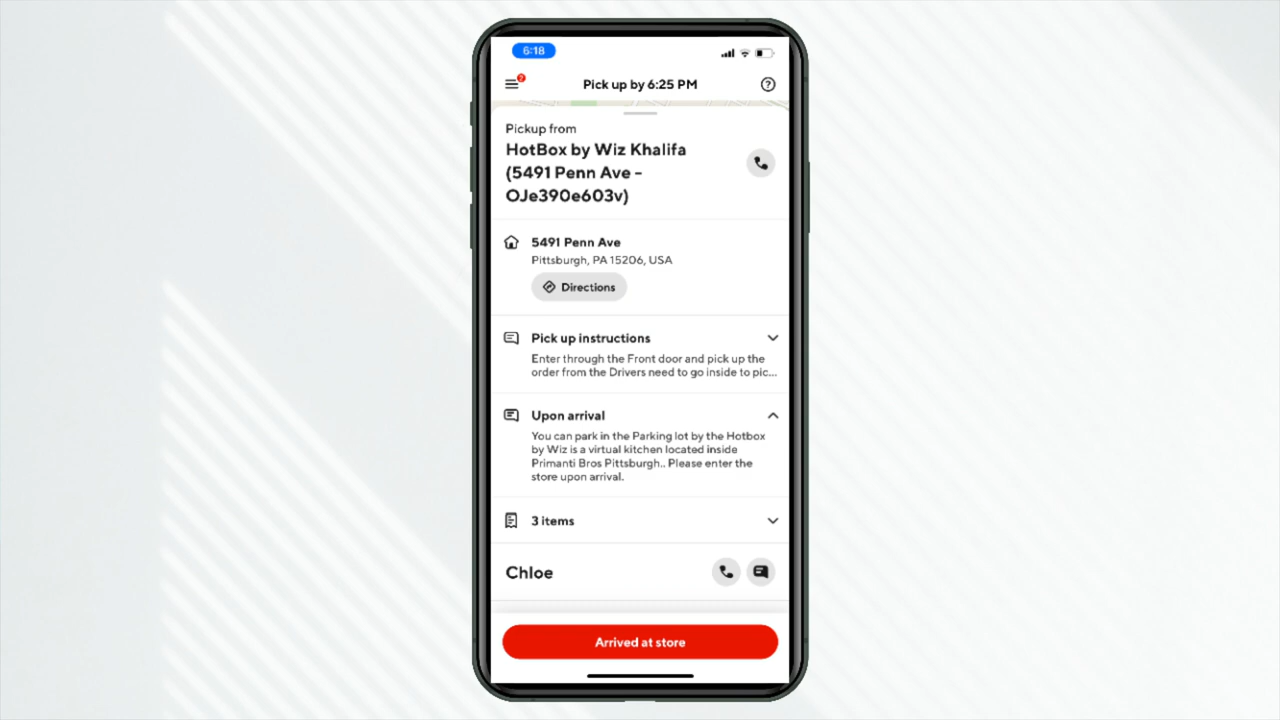 6:18
2
Pick up by 6:25 PM
Pickup from
HotBox by Wiz Khalifa
(5491 Penn Ave -
OJe390e603v)
5491 Penn Ave
Pittsburgh, PA 15206, USA
Directions
Pick up instructions
Enter through the Front door and pick up the
order from the Drivers need to go inside to pic...
Upon arrival
You can park in the Parking lot by the Hotbox
by Wiz is a virtual kitchen located inside
Primanti Bros Pittsburgh.. Please enter the
store upon arrival.
3 items
Chloe
Arrived at store